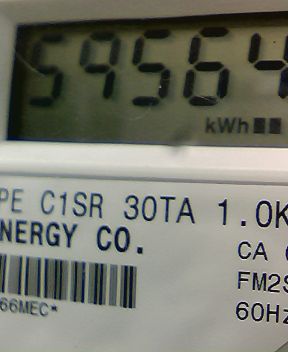 59564
kWh
PE C1SR 30TA 1.0K
NERGY CO.
CA
FM2S
60Hz
66MEC*